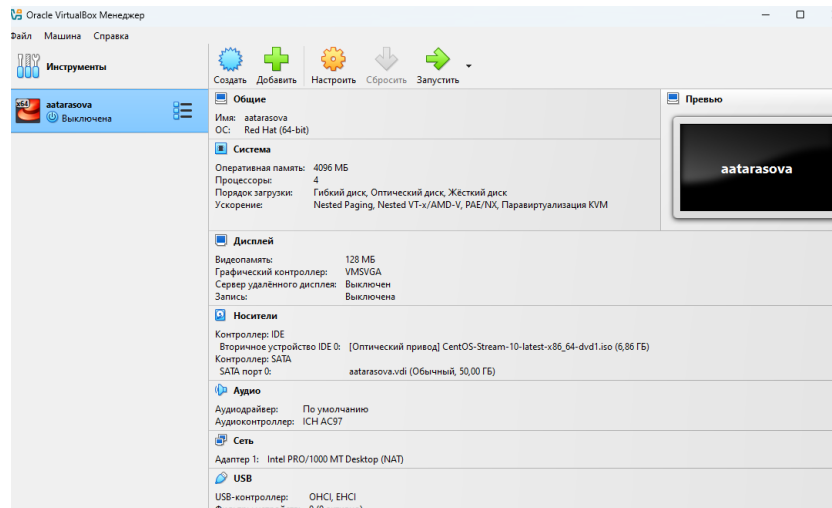 Oracle VirtualBox Менеджер
Файл Машина Справка
Инструменты
Создать Добавить Настроить Сбросить Запустить
x64 aatarasova
Выключена
Общие
Имя: aatarasova
ОС: Red Hat (64-bit)
Превью
aatarasova
Система
Оперативная память: 4096 МБ
Процессоры: 4
Порядок загрузки: Гибкий диск, Оптический диск, Жёсткий диск
Ускорение: Nested Paging, Nested VT-x/AMD-V, PAE/NX, Паравиртуализация KVM
Дисплей
Видеопамять: 128 МБ
Графический контроллер: VMSVGA
Сервер удалённого дисплея: Выключен
Запись: Выключена
Носители
Контроллер: IDE
Вторичное устройство IDE 0: [Оптический привод] CentOS-Stream-10-latest-x86_64-dvd1.iso (6,86 ГБ)
Контроллер: SATA
SATA порт 0: aatarasova.vdi (Обычный, 50,00 ГБ)
Аудио
Аудиодрайвер: По умолчанию
Аудиоконтроллер: ICH AC97
Сеть
Адаптер 1: Intel PRO/1000 MT Desktop (NAT)
USB
USB-контроллер: OHCI, EHCI